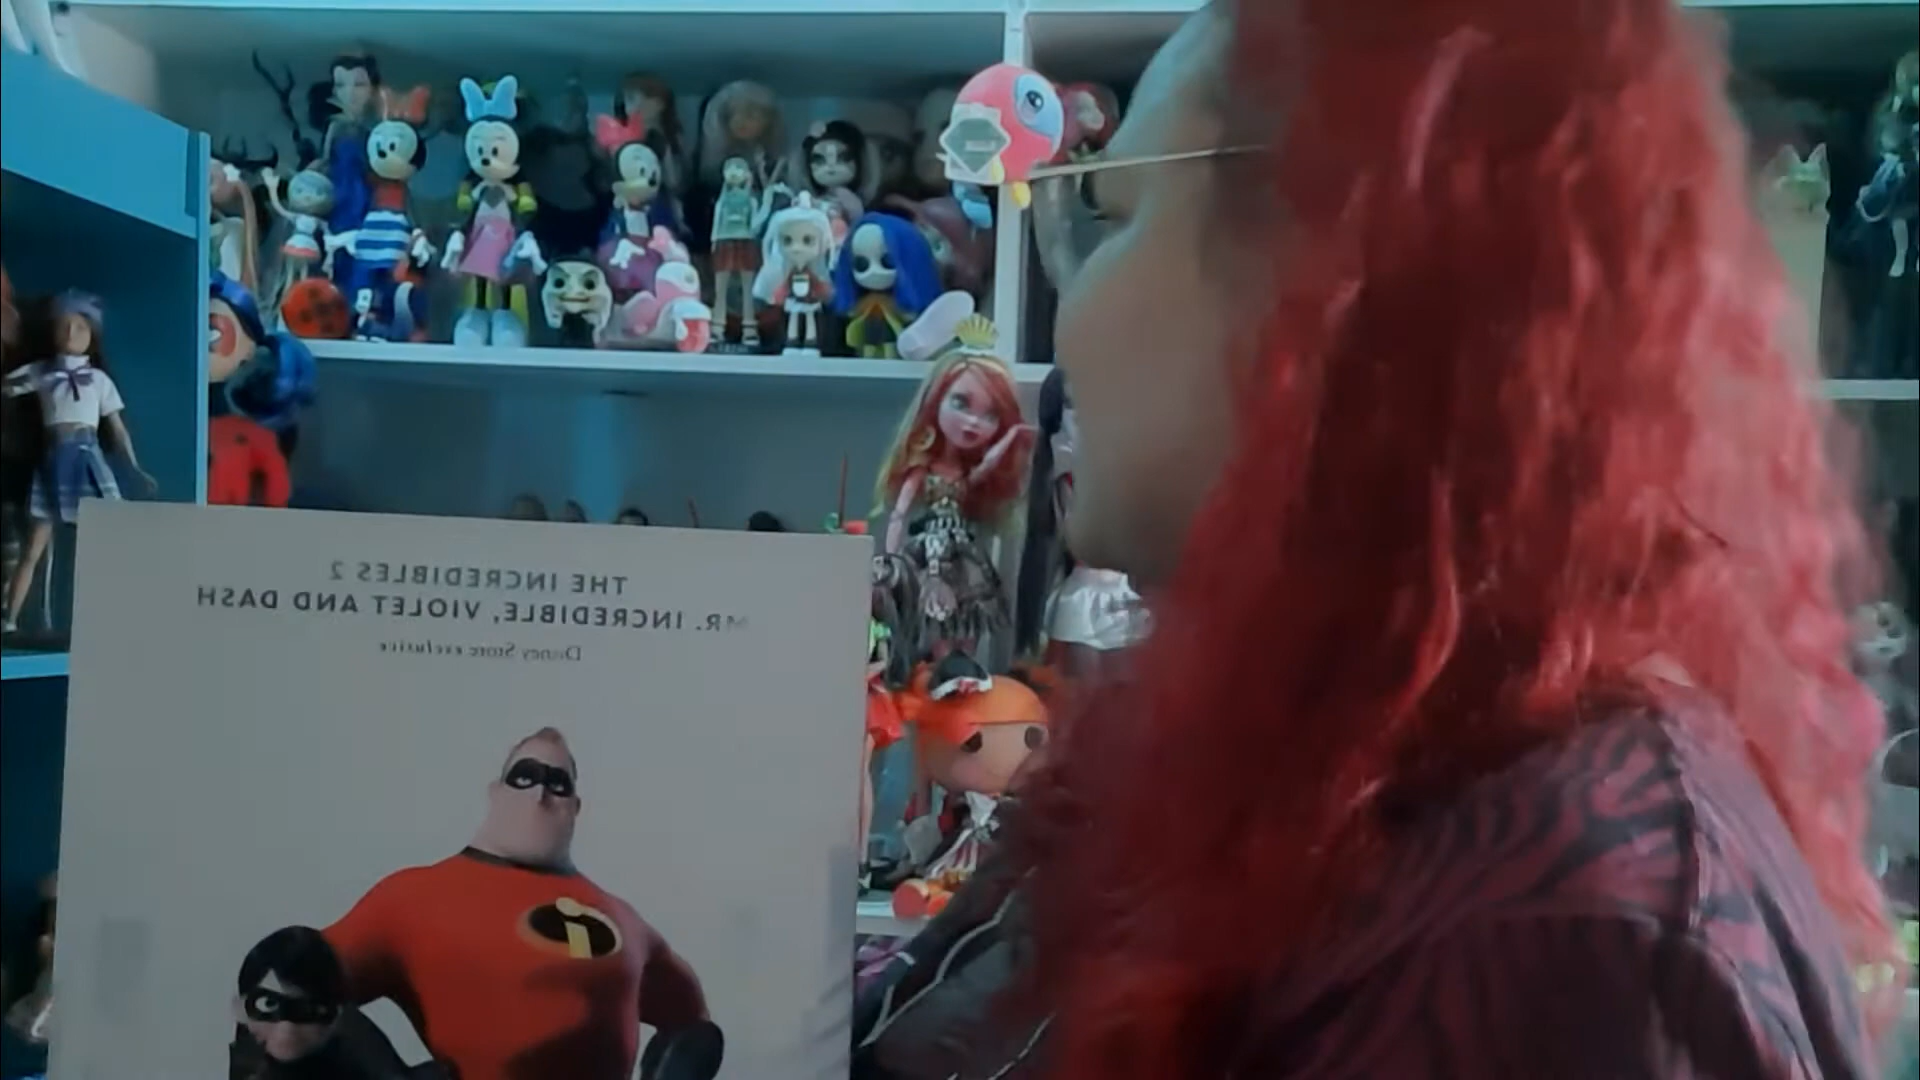 THE INCREDIBLES 2
MR. INCREDIBLE, VIOLET AND DASH
Disney Store exclusive